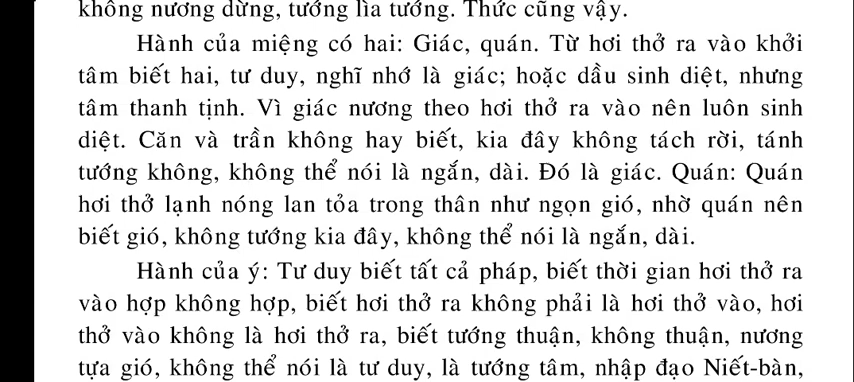 không nương dừng, tướng lìa tướng. Thức cũng vậy.
Hành của miệng có hai: Giác, quán. Từ hơi thở ra vào khởi
tâm biết hai, tư duy, nghĩ nhớ là giác; hoặc dầu sinh diệt, nhưng
tâm thanh tịnh. Vì giác nương theo hơi thở ra vào nên luôn sinh
diệt. Căn và trần không hay biết, kia đây không tách rời, tánh
tướng không, không thể nói là ngắn, dài. Đó là giác. Quán: Quán
hơi thở lạnh nóng lan tỏa trong thân như ngọn gió, nhờ quán nên
biết gió, không tướng kia đây, không thể nói là ngắn, dài.
Hành của ý: Tư duy biết tất cả pháp, biết thời gian hơi thở ra
vào hợp không hợp, biết hơi thở ra không phải là hơi thở vào, hơi
thở vào không là hơi thở ra, biết tướng thuận, không thuận, nương
tựa gió, không thể nói là tư duy, là tướng tâm, nhập đạo Niết-bàn,